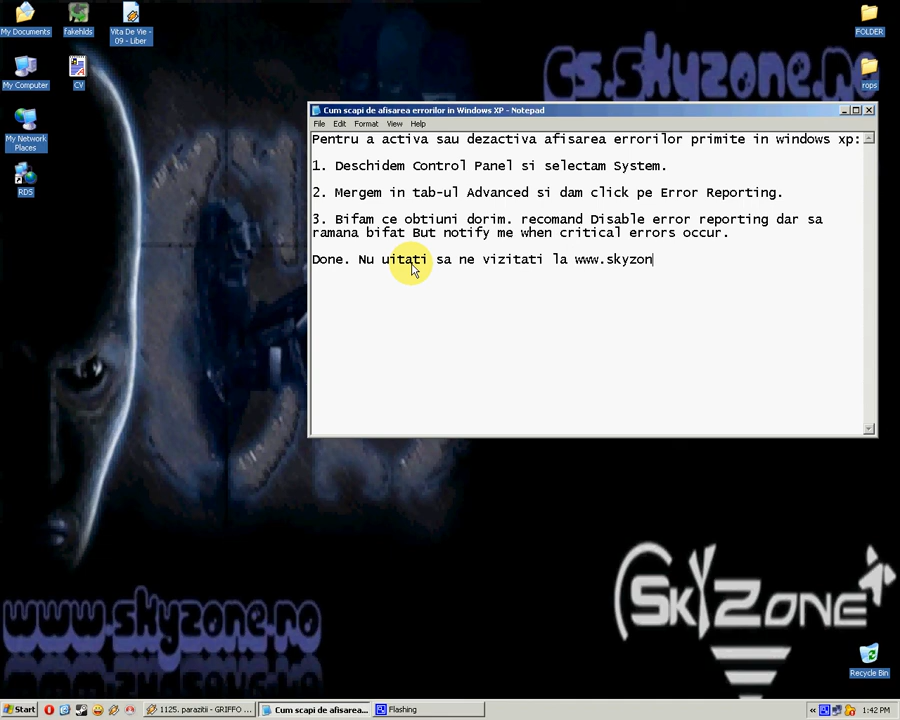 My Documents
fakehlds
Vita De Vie -
09 - Liber
FOLDER
My Computer
CV
rops
My Network
Places
RDS
cs.skyzone.ro
Cum scapi de afisarea errorilor in Windows XP - Notepad
File Edit Format View Help
Pentru a activa sau dezactiva afisarea errorilor primite in windows xp:
1. Deschidem Control Panel si selectam System.
2. Mergem in tab-ul Advanced si dam click pe Error Reporting.
3. Bifam ce obtiuni dorim. recomand Disable error reporting dar sa
ramana bifat But notify me when critical errors occur.
Done. Nu uitati sa ne vizitati la www.skyzon
www.skyzone.ro
SkyZone
Recycle Bin
Start
1125. parazitii - GRIFFO ...
Cum scapi de afisarea...
Flashing
1:42 PM